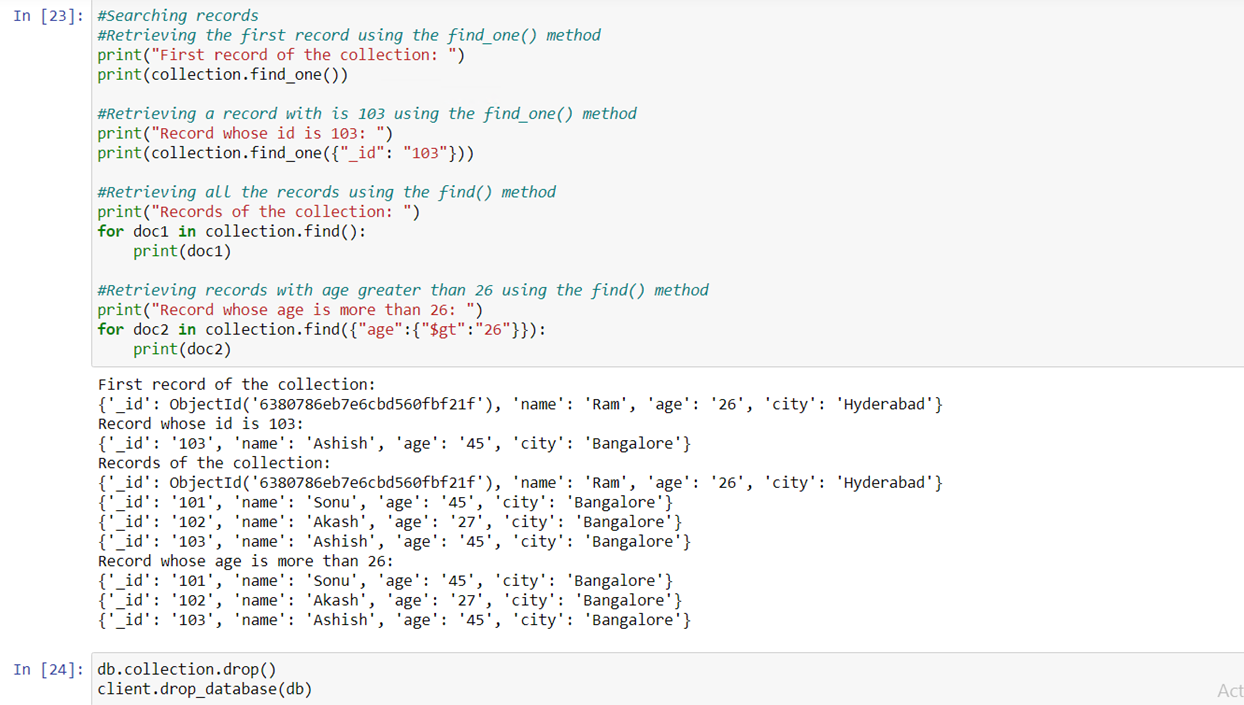 In [23]:
#Searching records
#Retrieving the first record using the find_one() method
print("First record of the collection: ")
print(collection.find_one())
#Retrieving a record with is 103 using the find_one() method
print("Record whose id is 103: ")
print(collection.find_one({"_id": "103"}))
#Retrieving all the records using the find() method
print("Records of the collection: ")
for doc1 in collection.find():
    print(doc1)
#Retrieving records with age greater than 26 using the find() method
print("Record whose age is more than 26: ")
for doc2 in collection.find({"age":{"$gt":"26"}}):
    print(doc2)
First record of the collection:
{'_id': ObjectId('6380786eb7e6cbd560fbf21f'), 'name': 'Ram', 'age': '26', 'city': 'Hyderabad'}
Record whose id is 103:
{'_id': '103', 'name': 'Ashish', 'age': '45', 'city': 'Bangalore'}
Records of the collection:
{'_id': ObjectId('6380786eb7e6cbd560fbf21f'), 'name': 'Ram', 'age': '26', 'city': 'Hyderabad'}
{'_id': '101', 'name': 'Sonu', 'age': '45', 'city': 'Bangalore'}
{'_id': '102', 'name': 'Akash', 'age': '27', 'city': 'Bangalore'}
{'_id': '103', 'name': 'Ashish', 'age': '45', 'city': 'Bangalore'}
Record whose age is more than 26:
{'_id': '101', 'name': 'Sonu', 'age': '45', 'city': 'Bangalore'}
{'_id': '102', 'name': 'Akash', 'age': '27', 'city': 'Bangalore'}
{'_id': '103', 'name': 'Ashish', 'age': '45', 'city': 'Bangalore'}
In [24]:
db.collection.drop()
client.drop_database(db)
Act